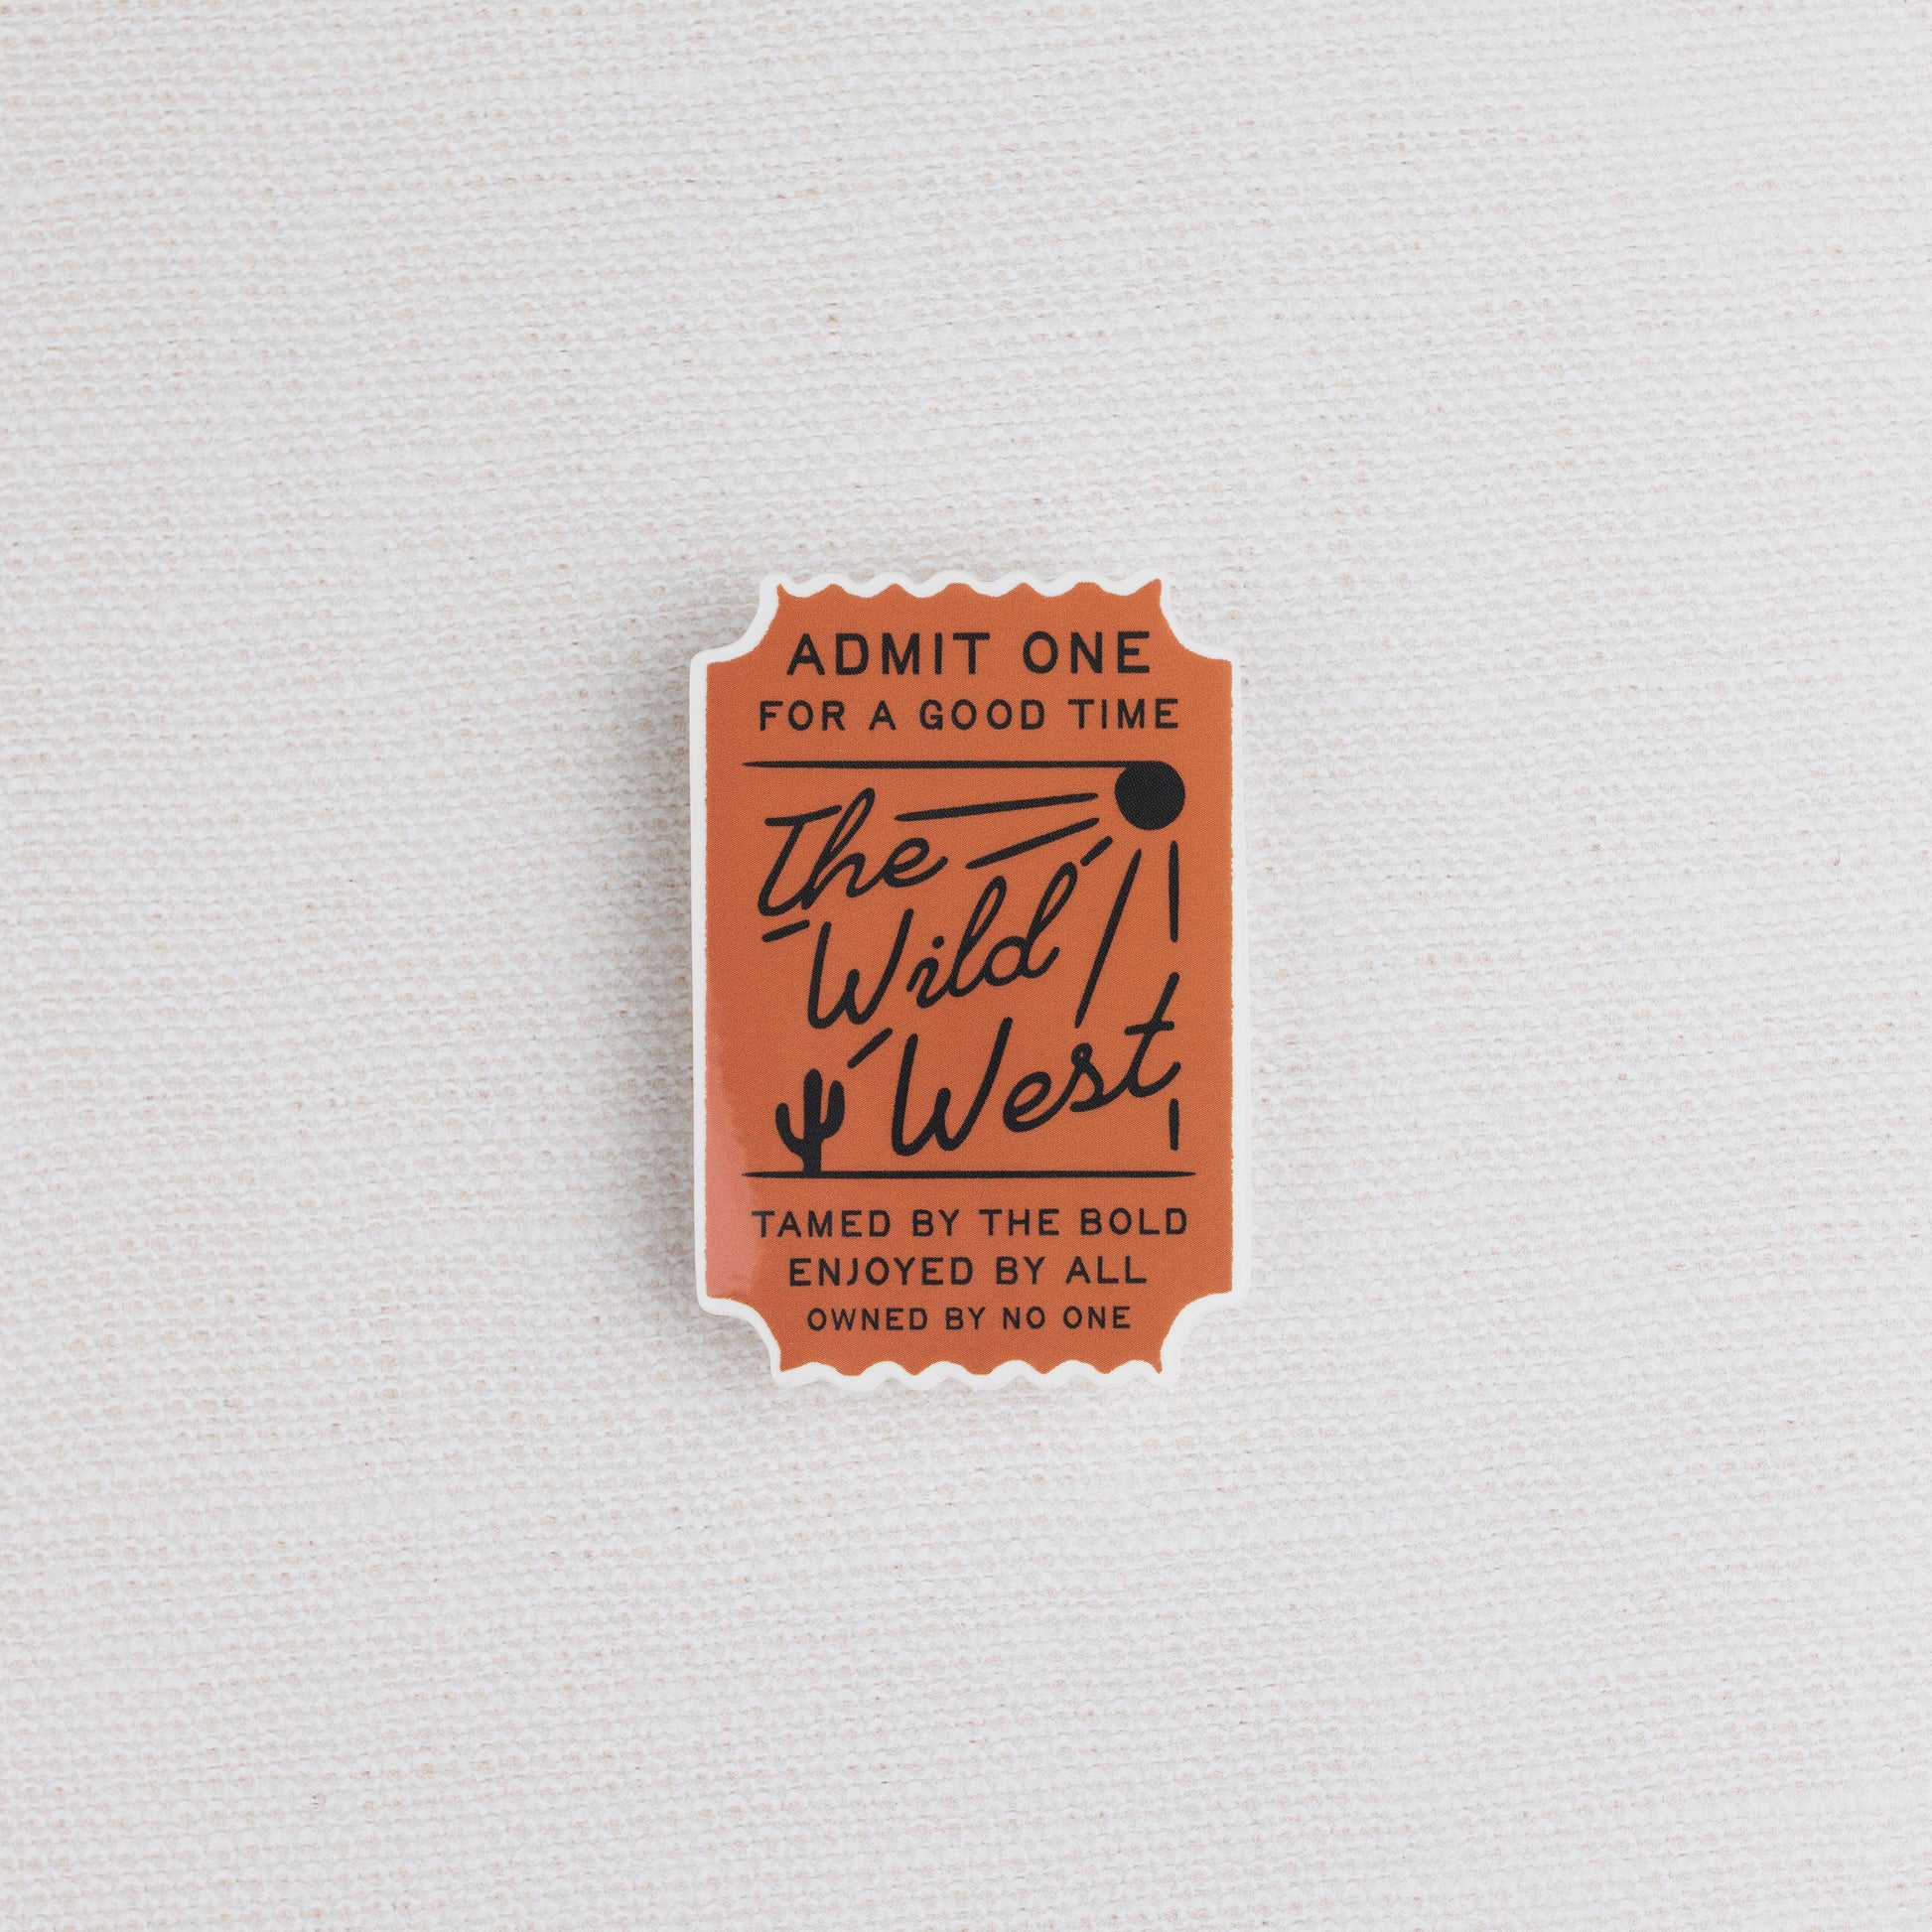 ADMIT ONE
FOR A GOOD TIME
The
Wild
West
TAMED BY THE BOLD
ENJOYED BY ALL
OWNED BY NO ONE